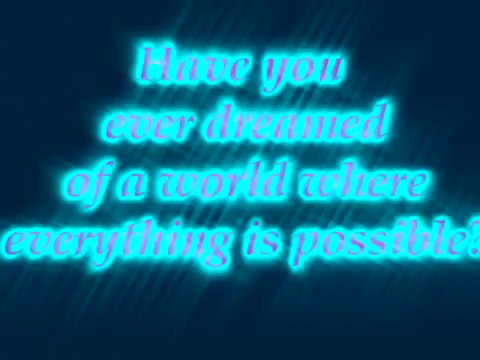 Have you
ever dreamed
of a world where
everything is possible?